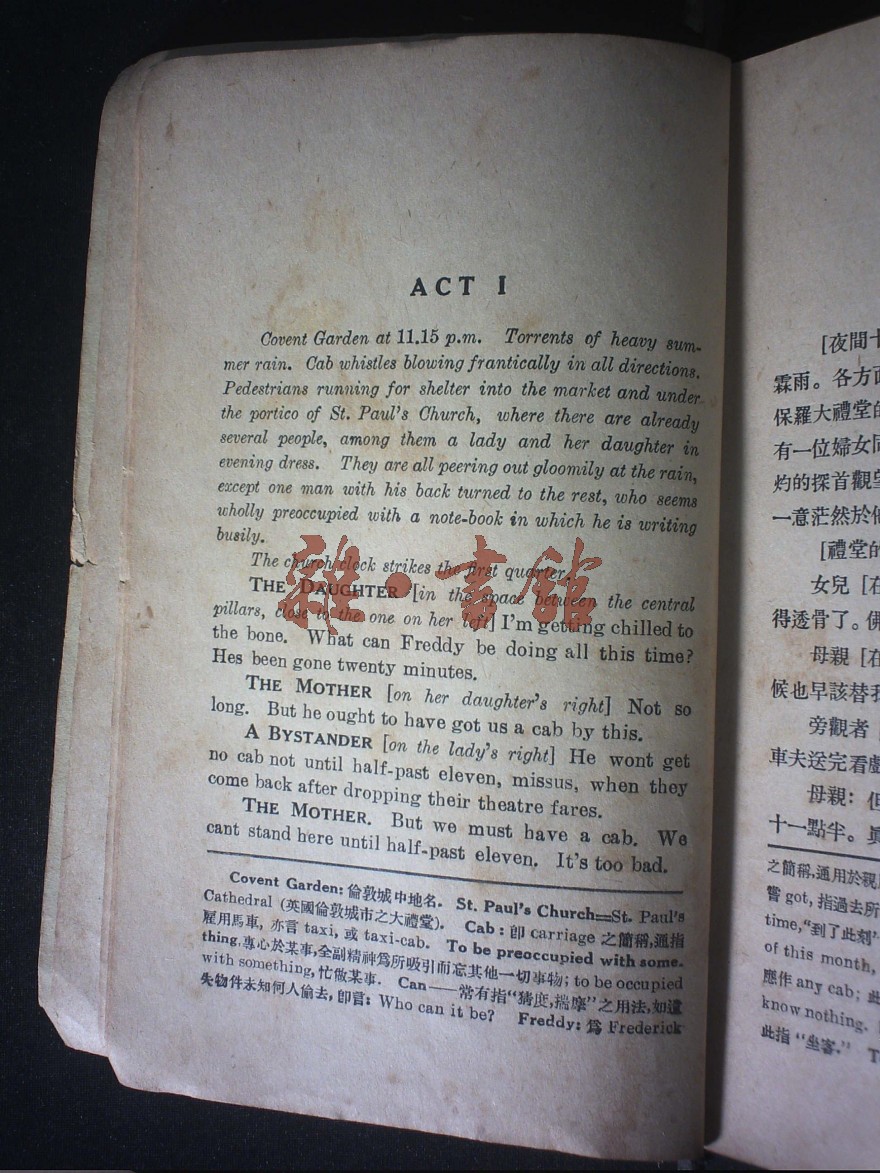 ACT I
Covent Garden at 11.15 p.m. Torrents of heavy sum-
mer rain. Cab whistles blowing frantically in all directions.
Pedestrians running for shelter into the market and under
the portico of St. Paul's Church, where there are already
several people, among them a lady and her daughter in
evening dress. They are all peering out gloomily at the rain,
except one man with his back turned to the rest, who seems
wholly preoccupied with a note-book in which he is writing
busily.
The church clock strikes the first quarter.
THE DAUGHTER [in the space between the central
pillars, close to the one on her left] I'm getting chilled to
the bone. What can Freddy be doing all this time?
Hes been gone twenty minutes.
THE MOTHER [on her daughter's right] Not so
long. But he ought to have got us a cab by this.
A BYSTANDER [on the lady's right] He wont get
no cab not until half-past eleven, missus, when they
come back after dropping their theatre fares.
THE MOTHER. But we must have a cab. We
cant stand here until half-past eleven. It's too bad.
Covent Garden: 倫敦城中地名. St. Paul's Church=St. Paul's
Cathedral (英國倫敦城市之大禮堂). Cab: 卽 carriage 之簡稱,通指
雇用馬車, 亦言 taxi, 或 taxi-cab. To be preoccupied with some-
thing, 專心於某事,全副精神爲所吸引而忘其他一切事物; to be occupied
with something, 忙做某事. Can——常有指“猜度,揣摩”之用法,如遺
失物件未知何人偷去, 卽言: Who can it be? Freddy: 爲 Frederick
[夜間十
霖雨。各方面
保羅大禮堂的
有一位婦女同
灼的探首觀望
一意茫然於他
[禮堂的
女兒 [在
得透骨了。佛
母親 [在
候也早該替我
旁觀者
車夫送完看戲
母親: 但
十一點半。眞
之簡稱,通用於親
嘗 got, 指過去所
time, “到了此刻”
of this month,
應作 any cab; 此
know nothing.
此指 “坐客.” T
雜·書館